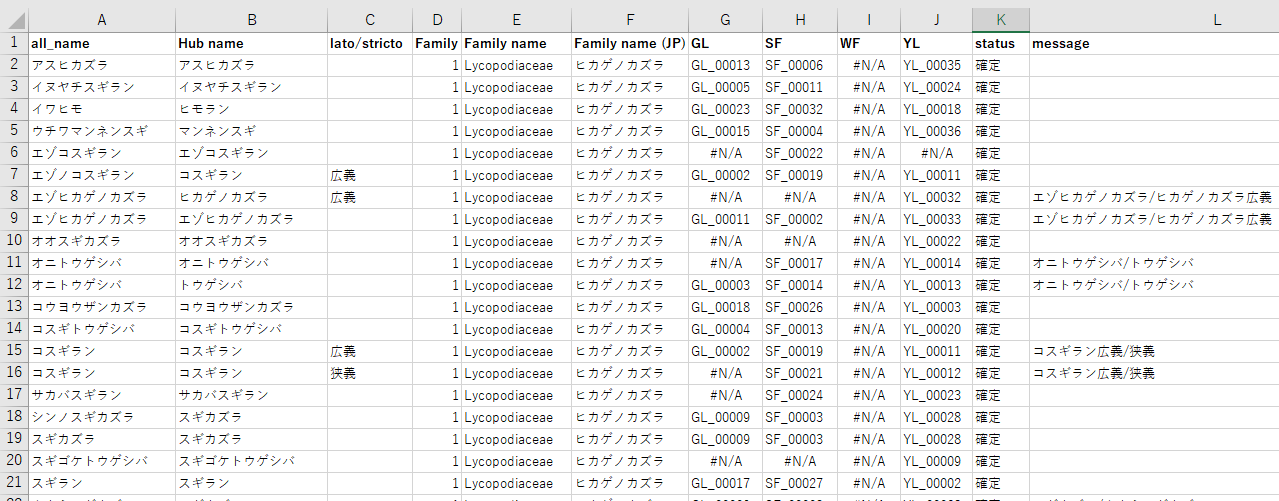 A B C D E F G H I J K L
1 all_name Hub name lato/stricto Family Family name Family name (JP) GL SF WF YL status message
2 アスヒカズラ アスヒカズラ 1 Lycopodiaceae ヒカゲノカズラ GL_00013 SF_00006 #N/A YL_00035 確定
3 イヌヤチスギラン イヌヤチスギラン 1 Lycopodiaceae ヒカゲノカズラ GL_00005 SF_00011 #N/A YL_00024 確定
4 イワヒモ ヒモラン 1 Lycopodiaceae ヒカゲノカズラ GL_00023 SF_00032 #N/A YL_00018 確定
5 ウチワマンネンスギ マンネンスギ 1 Lycopodiaceae ヒカゲノカズラ GL_00015 SF_00004 #N/A YL_00036 確定
6 エゾコスギラン エゾコスギラン 1 Lycopodiaceae ヒカゲノカズラ #N/A SF_00022 #N/A #N/A 確定
7 エゾノコスギラン コスギラン 広義 1 Lycopodiaceae ヒカゲノカズラ GL_00002 SF_00019 #N/A YL_00011 確定
8 エゾヒカゲノカズラ ヒカゲノカズラ 広義 1 Lycopodiaceae ヒカゲノカズラ #N/A #N/A #N/A YL_00032 確定 エゾヒカゲノカズラ/ヒカゲノカズラ広義
9 エゾヒカゲノカズラ エゾヒカゲノカズラ 1 Lycopodiaceae ヒカゲノカズラ GL_00011 SF_00002 #N/A YL_00033 確定 エゾヒカゲノカズラ/ヒカゲノカズラ広義
10 オオスギカズラ オオスギカズラ 1 Lycopodiaceae ヒカゲノカズラ #N/A #N/A #N/A YL_00022 確定
11 オニトウゲシバ オニトウゲシバ 1 Lycopodiaceae ヒカゲノカズラ #N/A SF_00017 #N/A YL_00014 確定 オニトウゲシバ/トウゲシバ
12 オニトウゲシバ トウゲシバ 1 Lycopodiaceae ヒカゲノカズラ GL_00003 SF_00014 #N/A YL_00013 確定 オニトウゲシバ/トウゲシバ
13 コウヨウザンカズラ コウヨウザンカズラ 1 Lycopodiaceae ヒカゲノカズラ GL_00018 SF_00026 #N/A YL_00003 確定
14 コスギトウゲシバ コスギトウゲシバ 1 Lycopodiaceae ヒカゲノカズラ GL_00004 SF_00013 #N/A YL_00020 確定
15 コスギラン コスギラン 広義 1 Lycopodiaceae ヒカゲノカズラ GL_00002 SF_00019 #N/A YL_00011 確定 コスギラン広義/狭義
16 コスギラン コスギラン 狭義 1 Lycopodiaceae ヒカゲノカズラ #N/A SF_00021 #N/A YL_00012 確定 コスギラン広義/狭義
17 サカバスギラン サカバスギラン 1 Lycopodiaceae ヒカゲノカズラ #N/A SF_00024 #N/A YL_00023 確定
18 シンノスギカズラ スギカズラ 1 Lycopodiaceae ヒカゲノカズラ GL_00009 SF_00003 #N/A YL_00028 確定
19 スギカズラ スギカズラ 1 Lycopodiaceae ヒカゲノカズラ GL_00009 SF_00003 #N/A YL_00028 確定
20 スギゴケトウゲシバ スギゴケトウゲシバ 1 Lycopodiaceae ヒカゲノカズラ #N/A #N/A #N/A YL_00009 確定
21 スギラン スギラン 1 Lycopodiaceae ヒカゲノカズラ GL_00017 SF_00027 #N/A YL_00002 確定